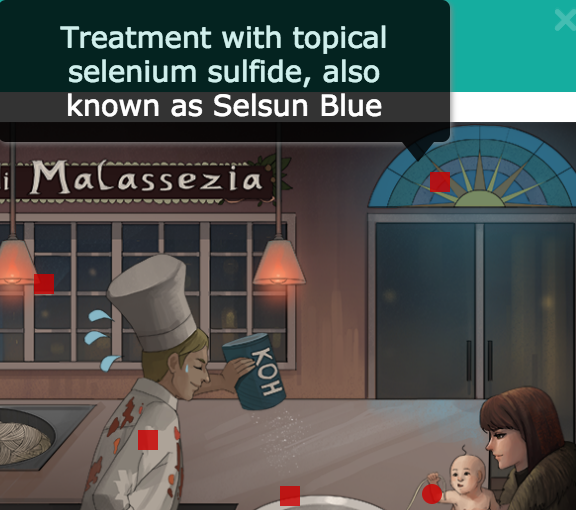 Treatment with topical
selenium sulfide, also
known as Selsun Blue
i Malassezia
KOH